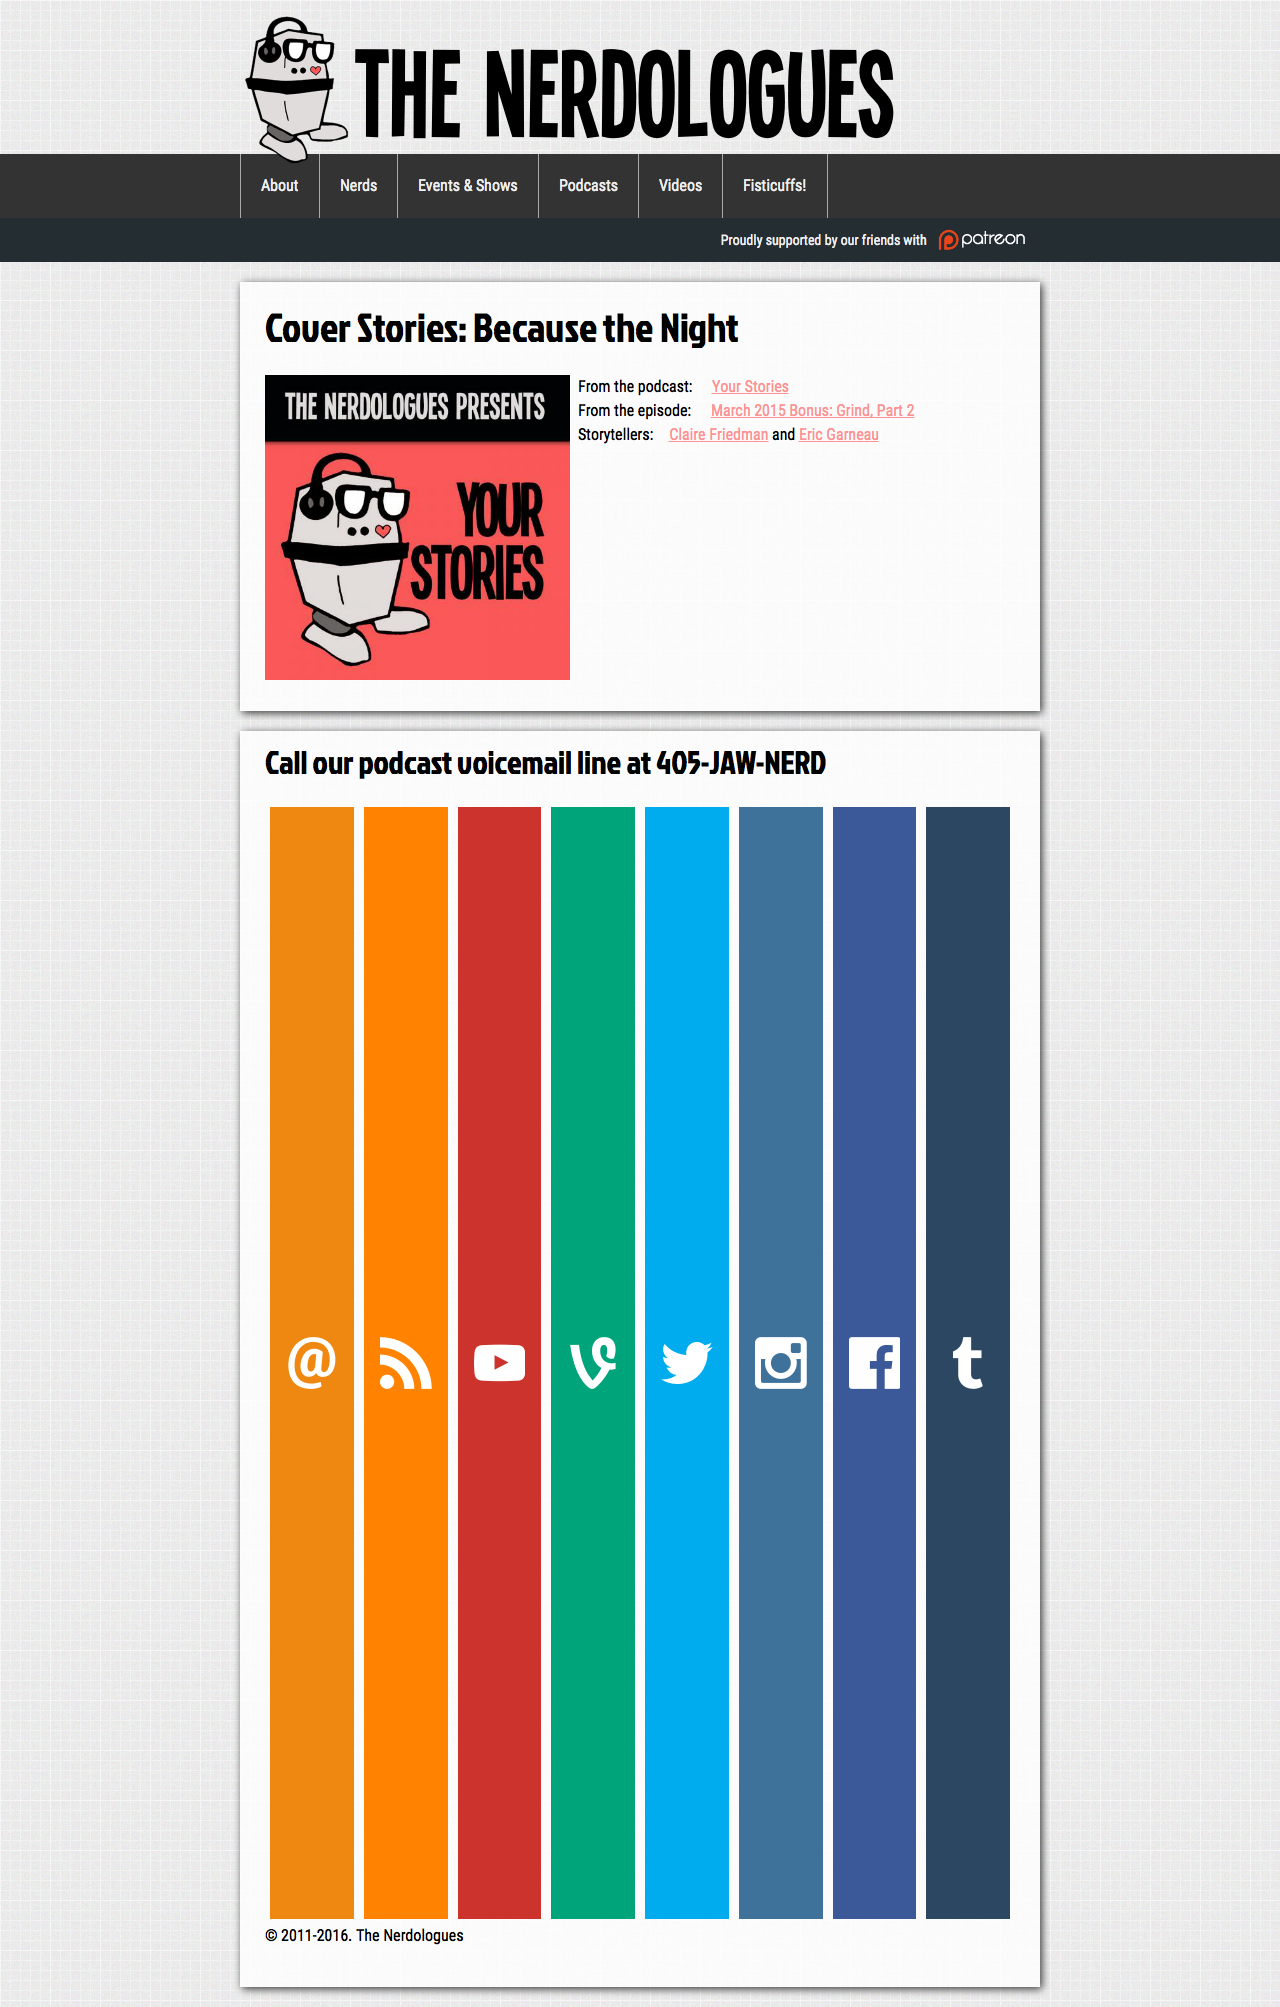 THE NERDOLOGUES
About
Nerds
Events & Shows
Podcasts
Videos
Fisticuffs!
Proudly supported by our friends with patreon
Cover Stories: Because the Night
THE NERDOLOGUES PRESENTS
YOUR
STORIES
From the podcast: Your Stories
From the episode: March 2015 Bonus: Grind, Part 2
Storytellers: Claire Friedman and Eric Garneau
Call our podcast voicemail line at 405-JAW-NERD
© 2011-2016. The Nerdologues